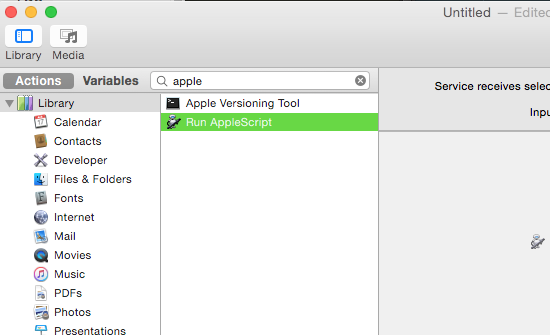 Untitled — Edited
Library
Media
Actions
Variables
apple
Service receives selec
Inpu
Library
Calendar
Contacts
Developer
Files & Folders
Fonts
Internet
Mail
Movies
Music
PDFs
Photos
Presentations
Apple Versioning Tool
Run AppleScript